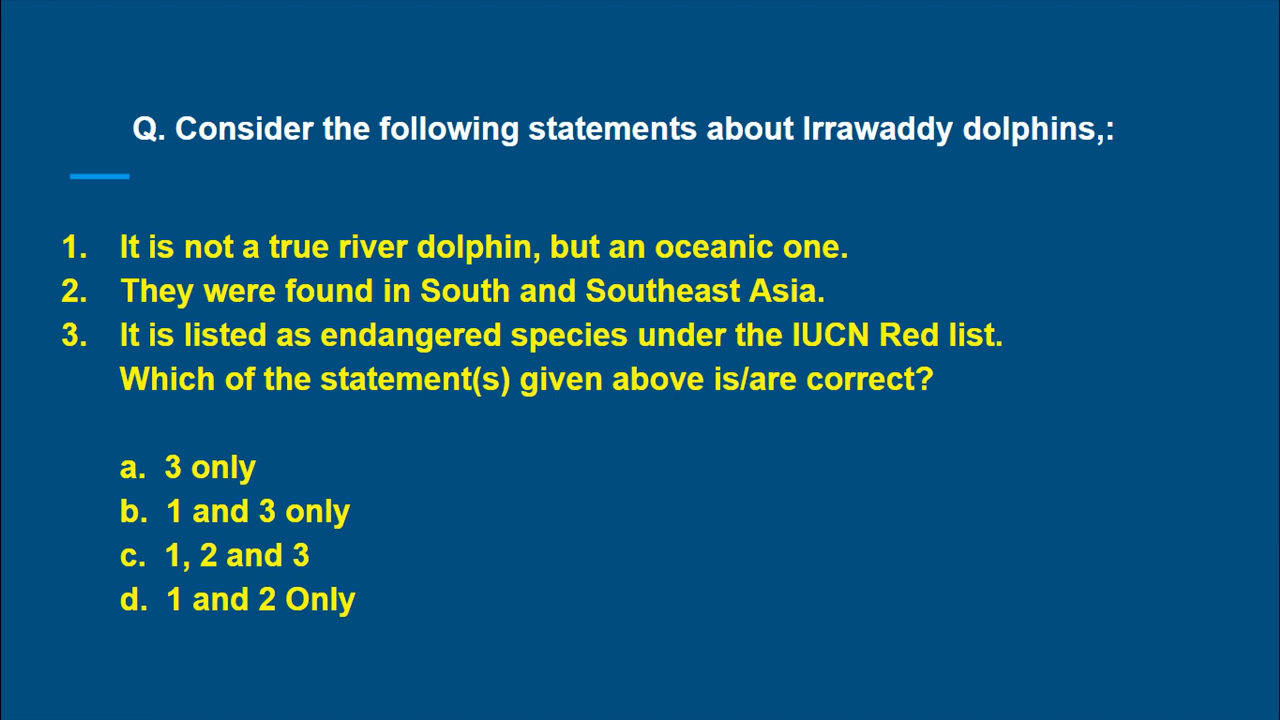 Q. Consider the following statements about Irrawaddy dolphins,:
1. It is not a true river dolphin, but an oceanic one.
2. They were found in South and Southeast Asia.
3. It is listed as endangered species under the IUCN Red list.
Which of the statement(s) given above is/are correct?
a. 3 only
b. 1 and 3 only
c. 1, 2 and 3
d. 1 and 2 Only